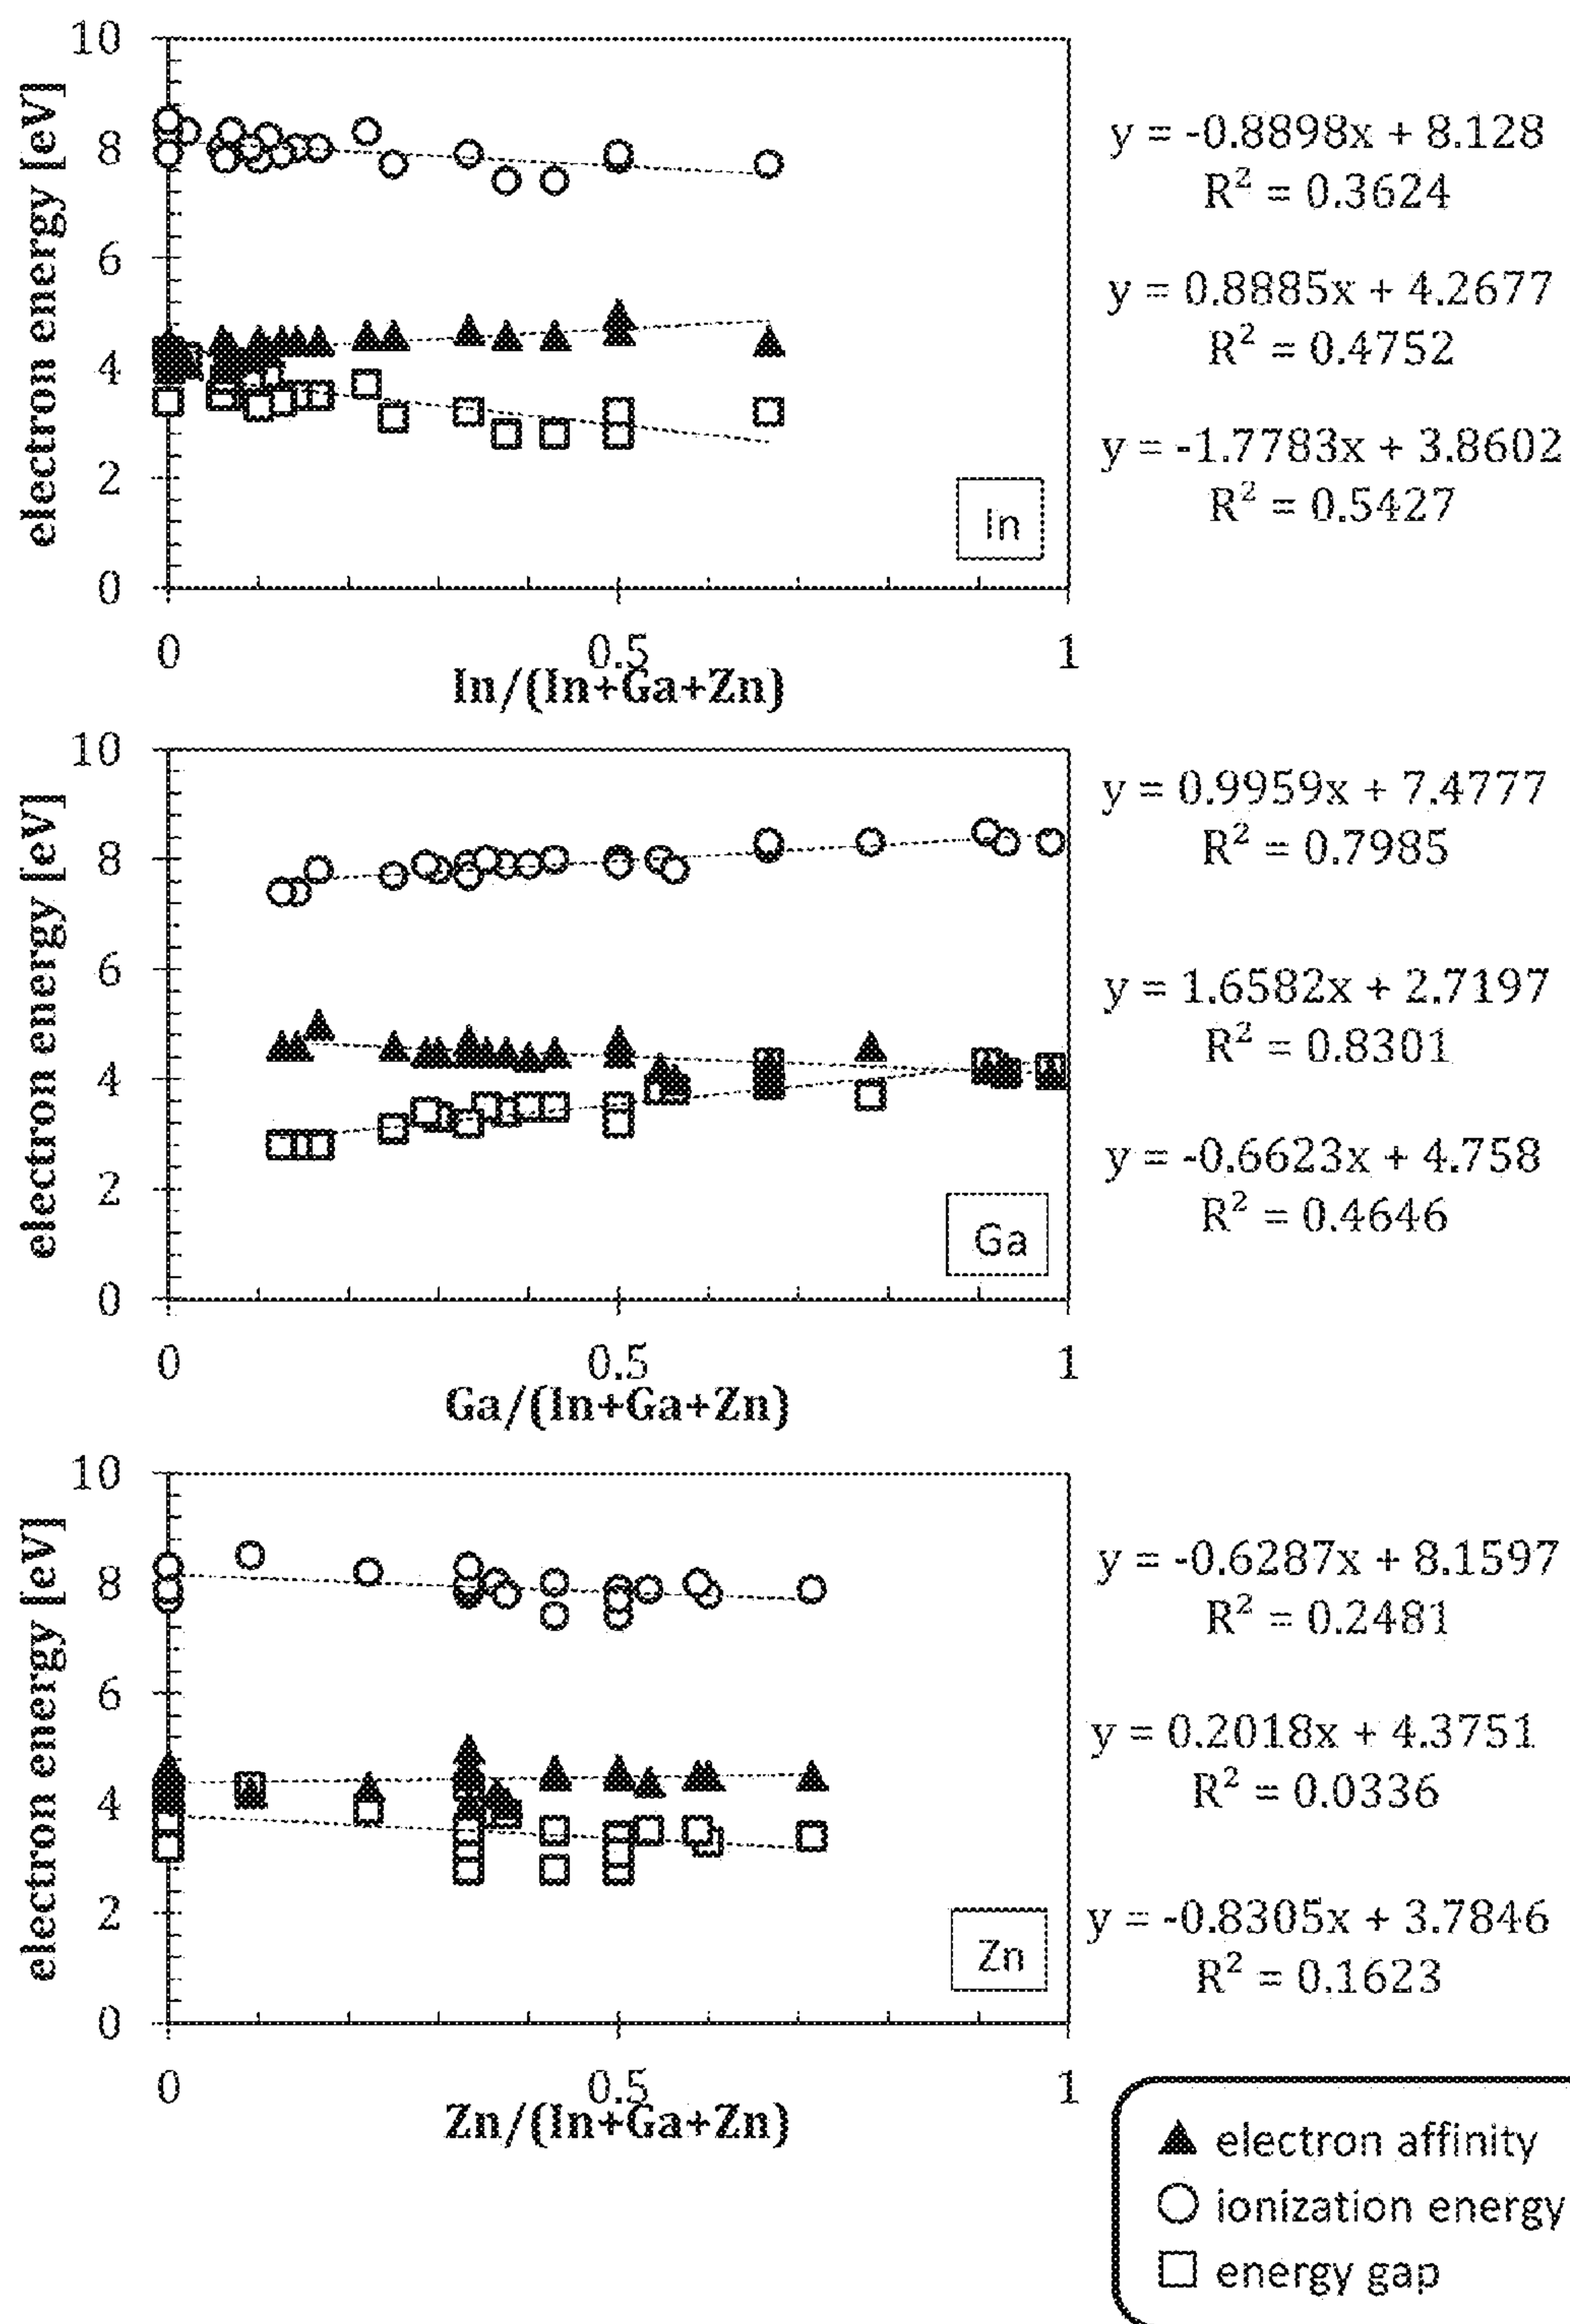 electron energy [eV]
10
8
6
4
2
0
0
0.5
1
In/(In+Ga+Zn)
In
y = -0.8898x + 8.128
R² = 0.3624
y = 0.8885x + 4.2677
R² = 0.4752
y = -1.7783x + 3.8602
R² = 0.5427
electron energy [eV]
10
8
6
4
2
0
0
0.5
1
Ga/(In+Ga+Zn)
Ga
y = 0.9959x + 7.4777
R² = 0.7985
y = 1.6582x + 2.7197
R² = 0.8301
y = -0.6623x + 4.758
R² = 0.4646
electron energy [eV]
10
8
6
4
2
0
0
0.5
1
Zn/(In+Ga+Zn)
Zn
y = -0.6287x + 8.1597
R² = 0.2481
y = 0.2018x + 4.3751
R² = 0.0336
y = -0.8305x + 3.7846
R² = 0.1623
electron affinity
ionization energy
energy gap